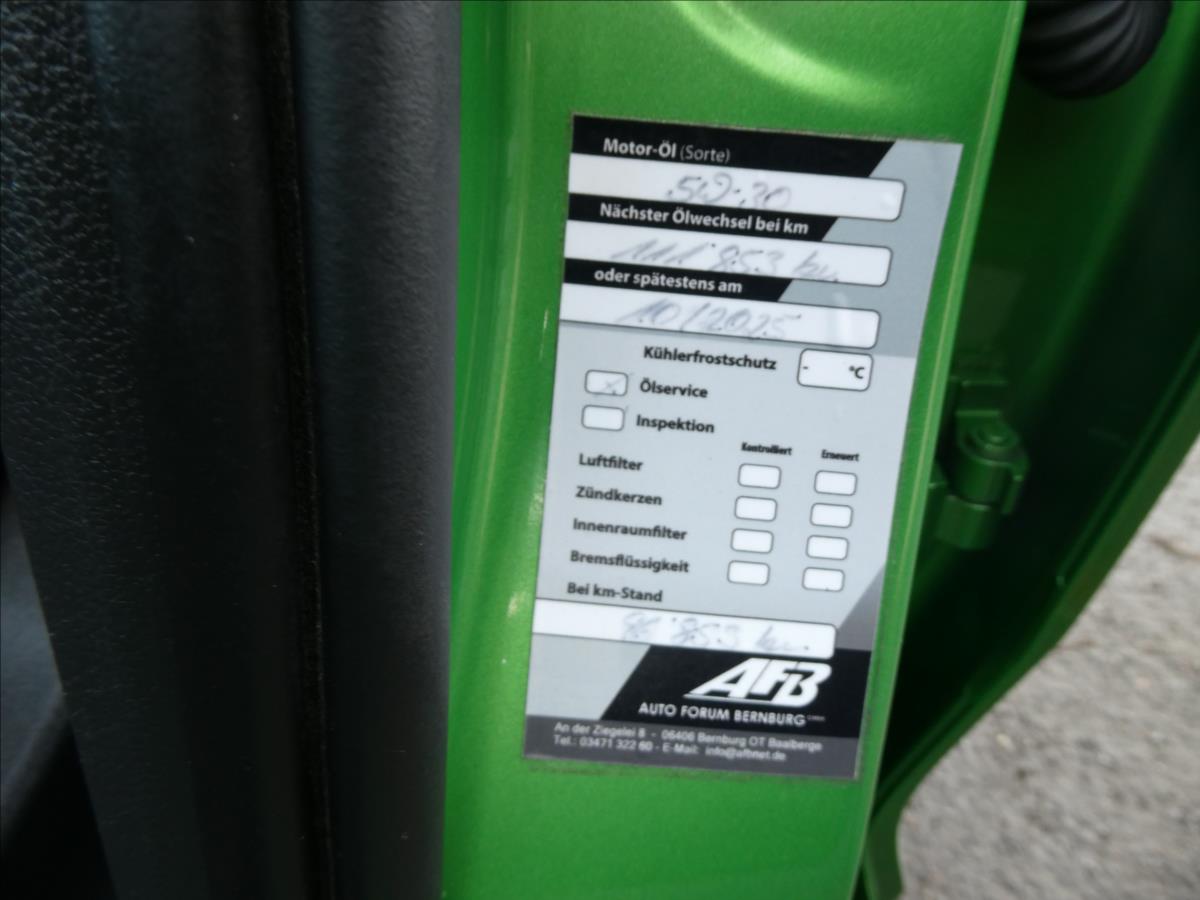 Motor-Öl (Sorte)
5W-30
Nächster Ölwechsel bei km
111'853 km
oder spätestens am
10/2025
Kühlerfrostschutz - °C
Ölservice
Inspektion
Kontrolliert Erneuert
Luftfilter
Zündkerzen
Innenraumfilter
Bremsflüssigkeit
Bei km-Stand
853 km
AFB
AUTO FORUM BERNBURG GMBH
An der Ziegelei 8 - 06406 Bernburg OT Baalberge
Tel.: 03471 322 60 - E-Mail: info@afbnet.de